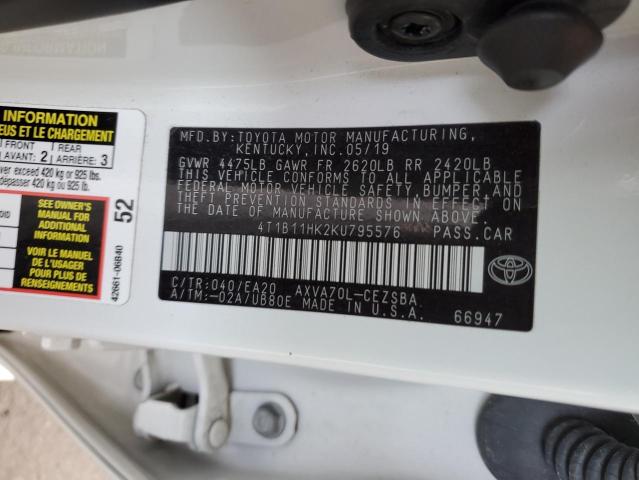 INFORMATION
EUS ET LE CHARGEMENT
FRONT
AVANT: 2
REAR
ARRIÈRE: 3
ver exceed 420 kg or 925 lbs.
dépasser 420 kg ou 925 lb.
SEE OWNER'S
MANUAL FOR
ADDITIONAL
INFORMATION
VOIR LE MANUEL
DE L'USAGER
POUR PLUS DE
RENSEIGNEMENTS
52
42661-06B40
MFD.BY:TOYOTA MOTOR MANUFACTURING,
KENTUCKY, INC.05/19
GVWR 4475LB GAWR FR 2620LB RR 2420LB
THIS VEHICLE CONFORMS TO ALL APPLICABLE
FEDERAL MOTOR VEHICLE SAFETY,BUMPER,AND
THEFT PREVENTION STANDARDS IN EFFECT ON
THE DATE OF MANUFACTURE SHOWN ABOVE.
4T1B11HK2KU795576 PASS.CAR
C/TR:040/EA20 AXVA70L-CEZSBA
A/TM:-02A/UB80E MADE IN U.S.A.
66947